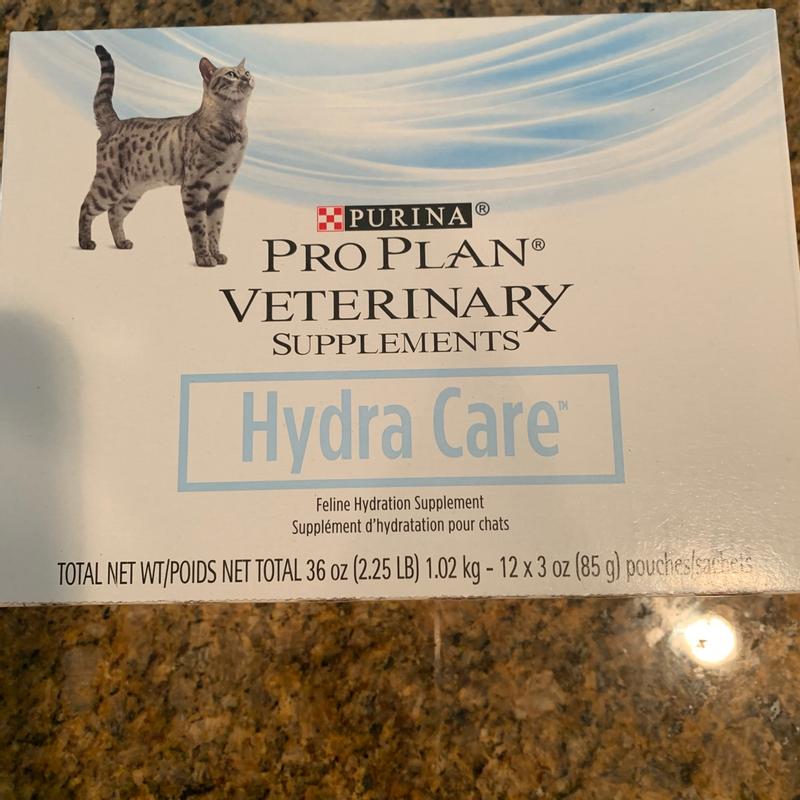 PURINA®
PRO PLAN®
VETERINARY
SUPPLEMENTS
Hydra Care™
Feline Hydration Supplement
Supplément d'hydratation pour chats
TOTAL NET WT/POIDS NET TOTAL 36 oz (2.25 LB) 1.02 kg - 12 x 3 oz (85 g) pouches/sachets